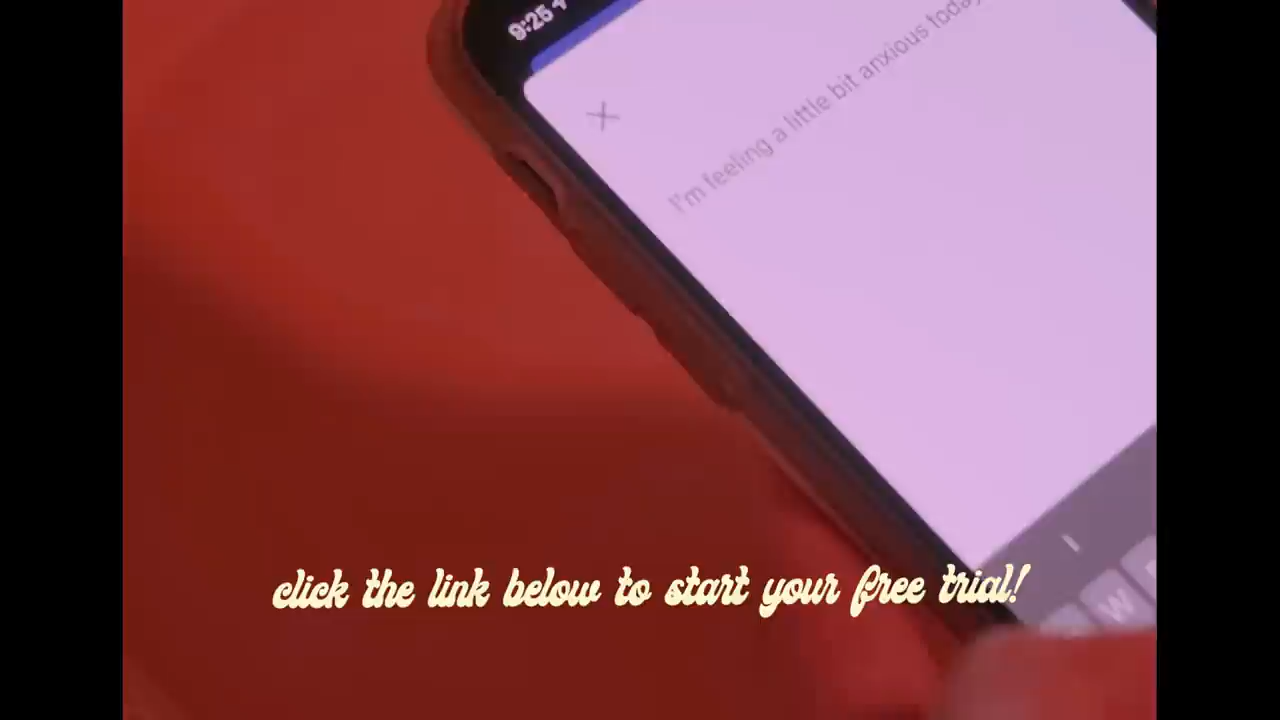 9:25
I'm feeling a little bit anxious today
click the link below to start your free trial!
W